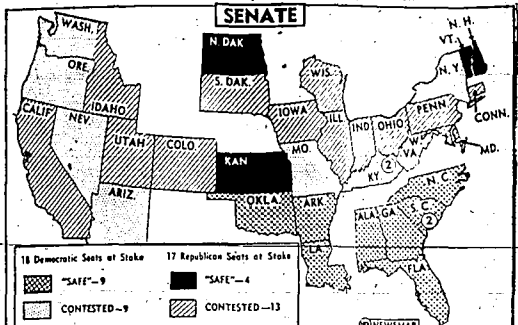 SENATE
WASH.
ORE.
CALIF
NEV.
IDAHO
UTAH
ARIZ.
COLO.
N. DAK
S. DAK.
KAN
OKLA.
IOWA
MO.
ARK
LA.
WIS.
ILL
IND
OHIO
KY
W. VA.
PENN.
N. Y.
VT.
N. H.
CONN.
MD.
N. C.
S. C.
GA.
ALA.
FLA.
2
2
18 Democratic Seats at Stake
17 Republican Seats at Stake
"SAFE"—9
"SAFE"—4
CONTESTED—9
CONTESTED—13
NEWSMAP